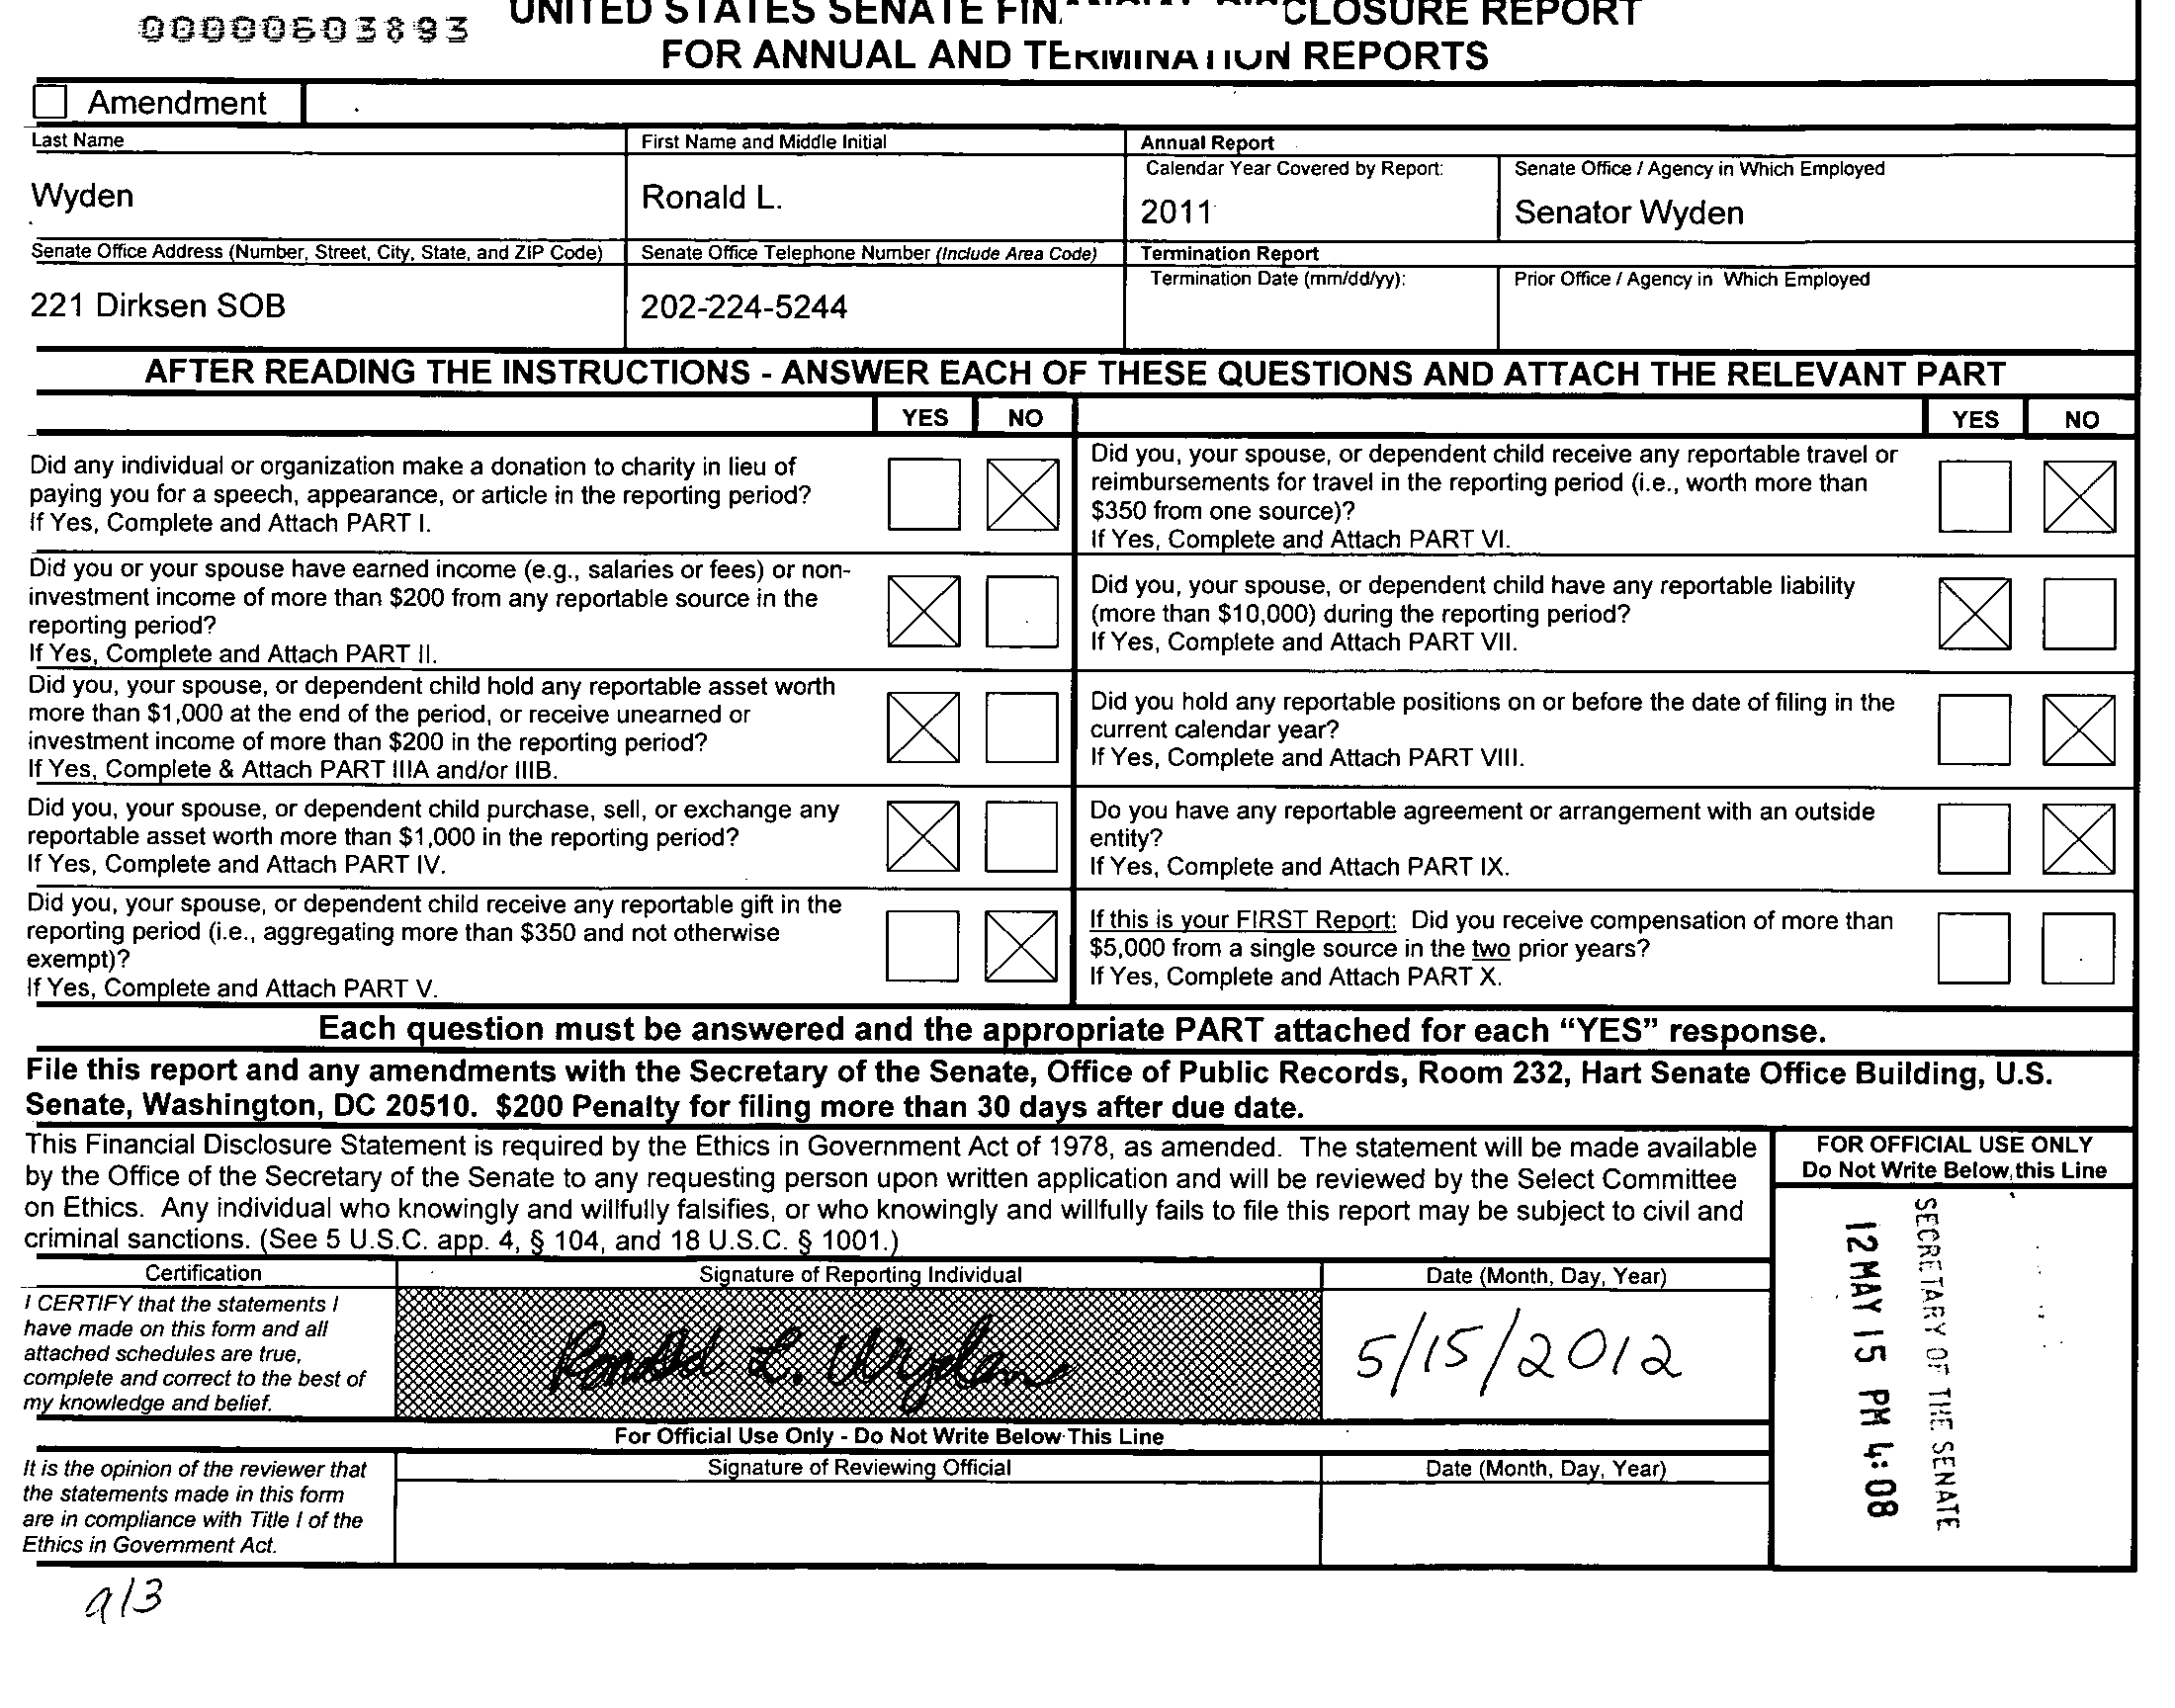 00000603893
UNITED STATES SENATE FIN CLOSURE REPORT
FOR ANNUAL AND TERMINATION REPORTS
Amendment
Last Name
First Name and Middle Initial
Annual Report
Calendar Year Covered by Report:
Senate Office / Agency in Which Employed
Wyden
Ronald L.
2011
Senator Wyden
Senate Office Address (Number, Street, City, State, and ZIP Code)
Senate Office Telephone Number (Include Area Code)
Termination Report
Termination Date (mm/dd/yy):
Prior Office / Agency in Which Employed
221 Dirksen SOB
202-224-5244
AFTER READING THE INSTRUCTIONS - ANSWER EACH OF THESE QUESTIONS AND ATTACH THE RELEVANT PART
YES NO
Did any individual or organization make a donation to charity in lieu of
paying you for a speech, appearance, or article in the reporting period?
If Yes, Complete and Attach PART I.
Did you or your spouse have earned income (e.g., salaries or fees) or non-
investment income of more than $200 from any reportable source in the
reporting period?
If Yes, Complete and Attach PART II.
Did you, your spouse, or dependent child hold any reportable asset worth
more than $1,000 at the end of the period, or receive unearned or
investment income of more than $200 in the reporting period?
If Yes, Complete & Attach PART IIIA and/or IIIB.
Did you, your spouse, or dependent child purchase, sell, or exchange any
reportable asset worth more than $1,000 in the reporting period?
If Yes, Complete and Attach PART IV.
Did you, your spouse, or dependent child receive any reportable gift in the
reporting period (i.e., aggregating more than $350 and not otherwise
exempt)?
If Yes, Complete and Attach PART V.
YES NO
Did you, your spouse, or dependent child receive any reportable travel or
reimbursements for travel in the reporting period (i.e., worth more than
$350 from one source)?
If Yes, Complete and Attach PART VI.
Did you, your spouse, or dependent child have any reportable liability
(more than $10,000) during the reporting period?
If Yes, Complete and Attach PART VII.
Did you hold any reportable positions on or before the date of filing in the
current calendar year?
If Yes, Complete and Attach PART VIII.
Do you have any reportable agreement or arrangement with an outside
entity?
If Yes, Complete and Attach PART IX.
If this is your FIRST Report: Did you receive compensation of more than
$5,000 from a single source in the two prior years?
If Yes, Complete and Attach PART X.
Each question must be answered and the appropriate PART attached for each “YES” response.
File this report and any amendments with the Secretary of the Senate, Office of Public Records, Room 232, Hart Senate Office Building, U.S.
Senate, Washington, DC 20510. $200 Penalty for filing more than 30 days after due date.
This Financial Disclosure Statement is required by the Ethics in Government Act of 1978, as amended. The statement will be made available
by the Office of the Secretary of the Senate to any requesting person upon written application and will be reviewed by the Select Committee
on Ethics. Any individual who knowingly and willfully falsifies, or who knowingly and willfully fails to file this report may be subject to civil and
criminal sanctions. (See 5 U.S.C. app. 4, § 104, and 18 U.S.C. § 1001.)
FOR OFFICIAL USE ONLY
Do Not Write Below this Line
SECRETARY OF THE SENATE
12 MAY 15 PM 4:08
Certification
Signature of Reporting Individual
Date (Month, Day, Year)
I CERTIFY that the statements I
have made on this form and all
attached schedules are true,
complete and correct to the best of
my knowledge and belief.
Ronald L. Wyden
5/15/2012
For Official Use Only - Do Not Write Below This Line
It is the opinion of the reviewer that
the statements made in this form
are in compliance with Title I of the
Ethics in Government Act.
Signature of Reviewing Official
Date (Month, Day, Year)